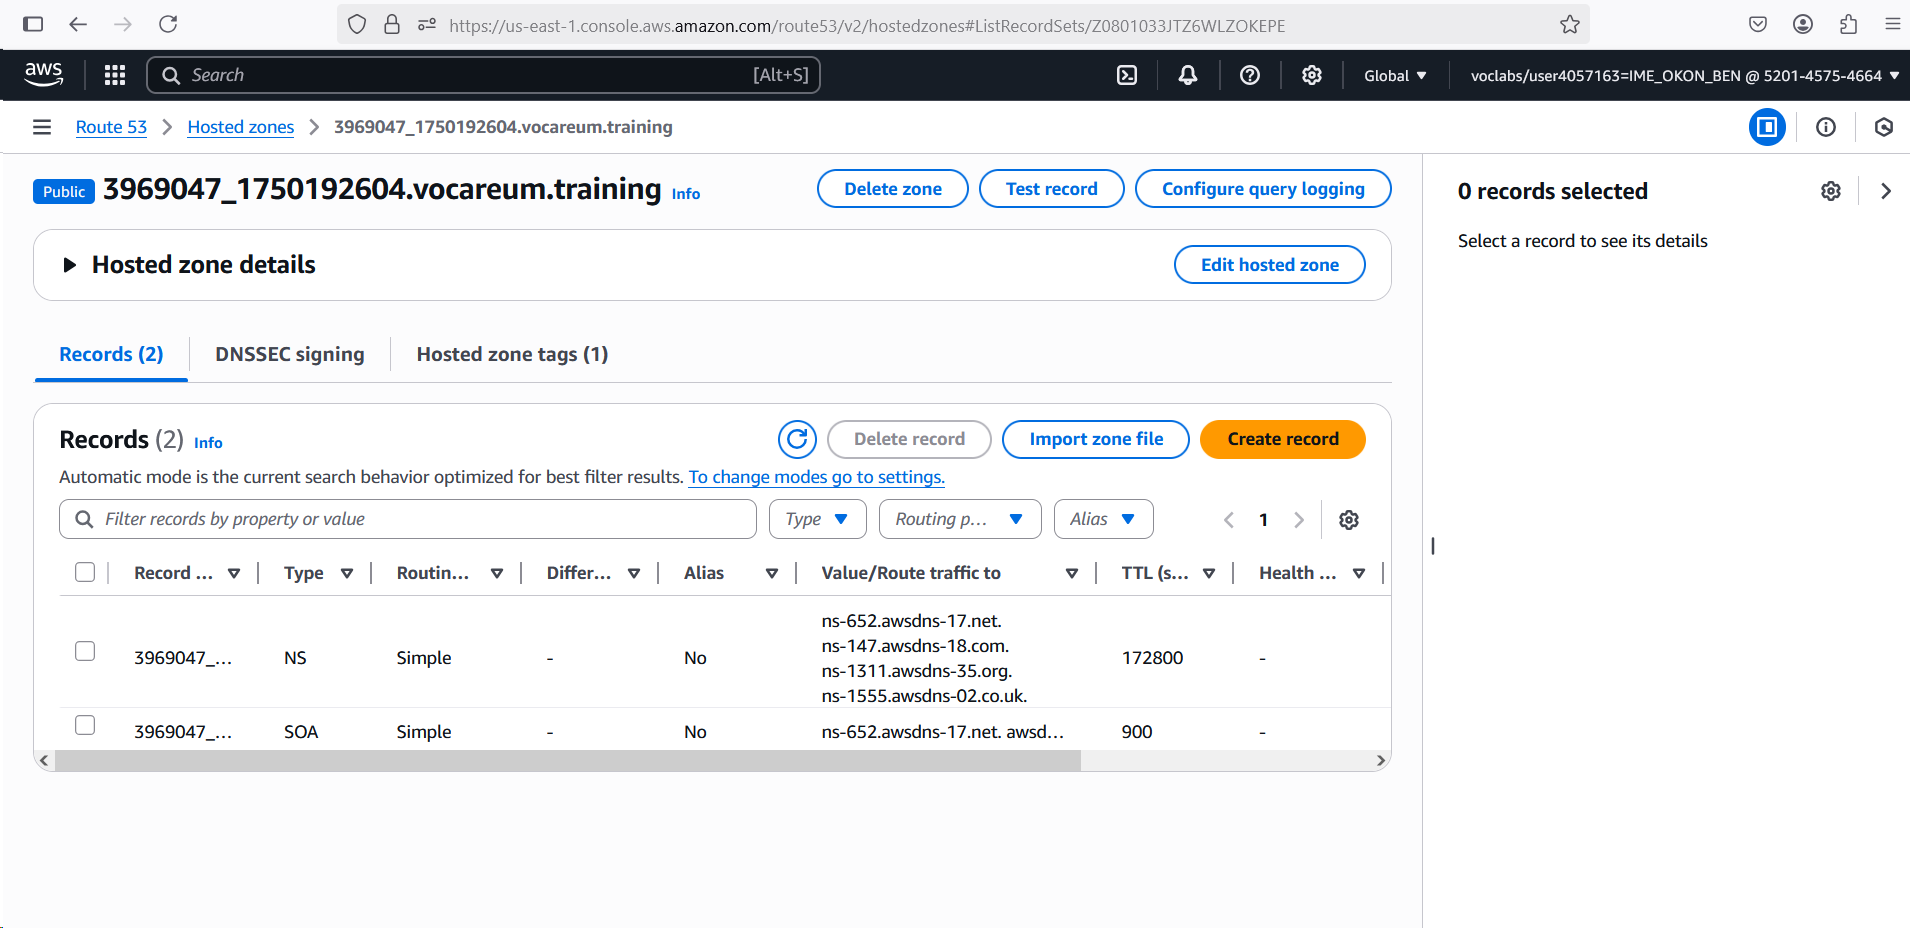 https://us-east-1.console.aws.amazon.com/route53/v2/hostedzones#ListRecordSets/Z0801033JTZ6WLZOKEPE
aws
Search
[Alt+S]
Global
voclabs/user4057163=IME_OKON_BEN @ 5201-4575-4664
Route 53
Hosted zones
3969047_1750192604.vocareum.training
Public
3969047_1750192604.vocareum.training
Info
Delete zone
Test record
Configure query logging
Hosted zone details
Edit hosted zone
Records (2)
DNSSEC signing
Hosted zone tags (1)
Records (2)
Info
Delete record
Import zone file
Create record
Automatic mode is the current search behavior optimized for best filter results. To change modes go to settings.
Filter records by property or value
Type
Routing p...
Alias
1
Record ...
Type
Routin...
Differ...
Alias
Value/Route traffic to
TTL (s...
Health ...
3969047_...
NS
Simple
-
No
ns-652.awsdns-17.net.
ns-147.awsdns-18.com.
ns-1311.awsdns-35.org.
ns-1555.awsdns-02.co.uk.
172800
-
3969047_...
SOA
Simple
-
No
ns-652.awsdns-17.net. awsd...
900
-
0 records selected
Select a record to see its details